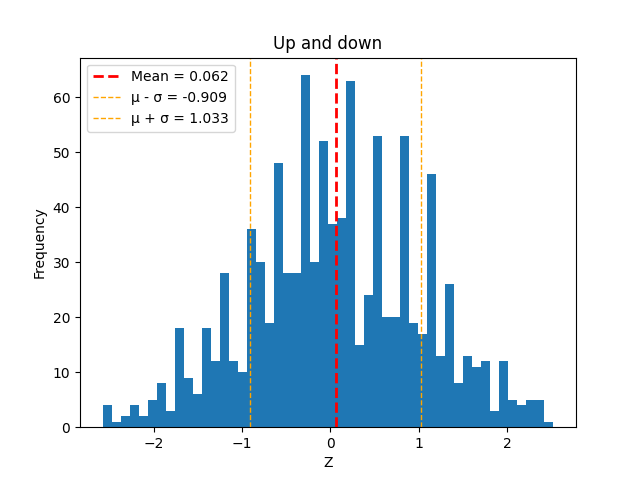 Up and down
Mean = 0.062
μ - σ = -0.909
μ + σ = 1.033
Frequency
60
50
40
30
20
10
0
−2
−1
0
1
2
Z